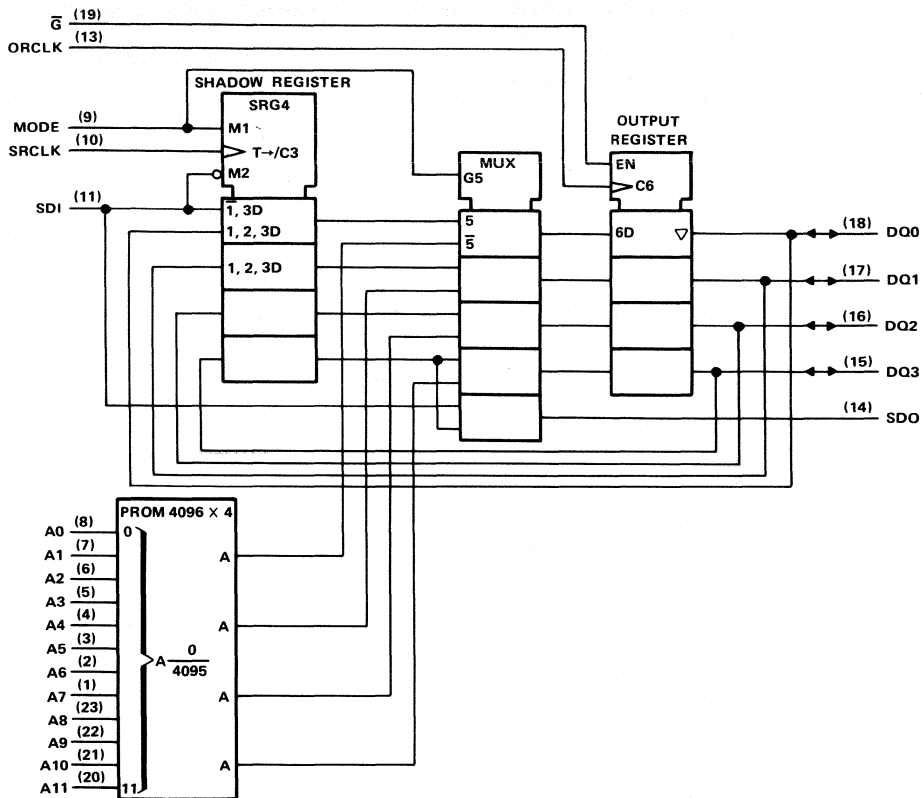 G̅ (19)
ORCLK (13)
SHADOW REGISTER
SRG4
MODE (9)
M1
SRCLK (10)
T→/C3
M2
SDI (11)
1̅, 3D
1, 2, 3D
1, 2, 3D
MUX
G5
5
5̅
OUTPUT
REGISTER
EN
C6
6D ▽
(18) DQ0
(17) DQ1
(16) DQ2
(15) DQ3
(14) SDO
PROM 4096 × 4
A0 (8) 0
A1 (7) A
A2 (6)
A3 (5)
A4 (4) A
A5 (3)
A 0/4095
A6 (2)
A7 (1) A
A8 (23)
A9 (22)
A10 (21) A
A11 (20) 11